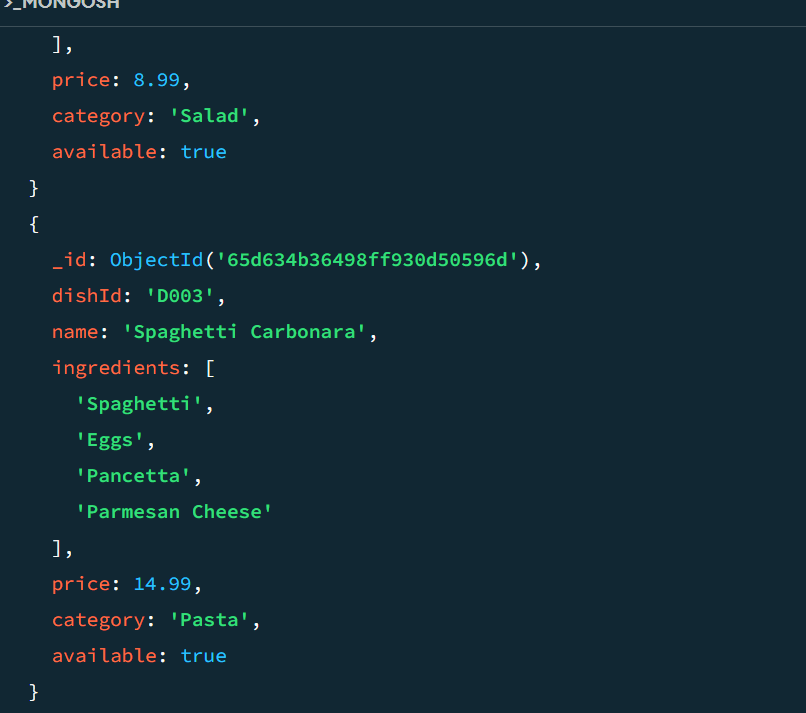 >_MONGOSH
],
price: 8.99,
category: 'Salad',
available: true
}
{
_id: ObjectId('65d634b36498ff930d50596d'),
dishId: 'D003',
name: 'Spaghetti Carbonara',
ingredients: [
'Spaghetti',
'Eggs',
'Pancetta',
'Parmesan Cheese'
],
price: 14.99,
category: 'Pasta',
available: true
}